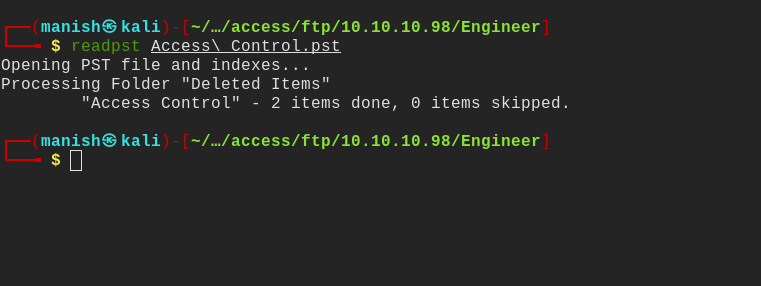 ┌──(manish㉿kali)-[~/…/access/ftp/10.10.10.98/Engineer]
└─╼ $ readpst Access\ Control.pst
Opening PST file and indexes...
Processing Folder "Deleted Items"
        "Access Control" - 2 items done, 0 items skipped.
┌──(manish㉿kali)-[~/…/access/ftp/10.10.10.98/Engineer]
└─╼ $